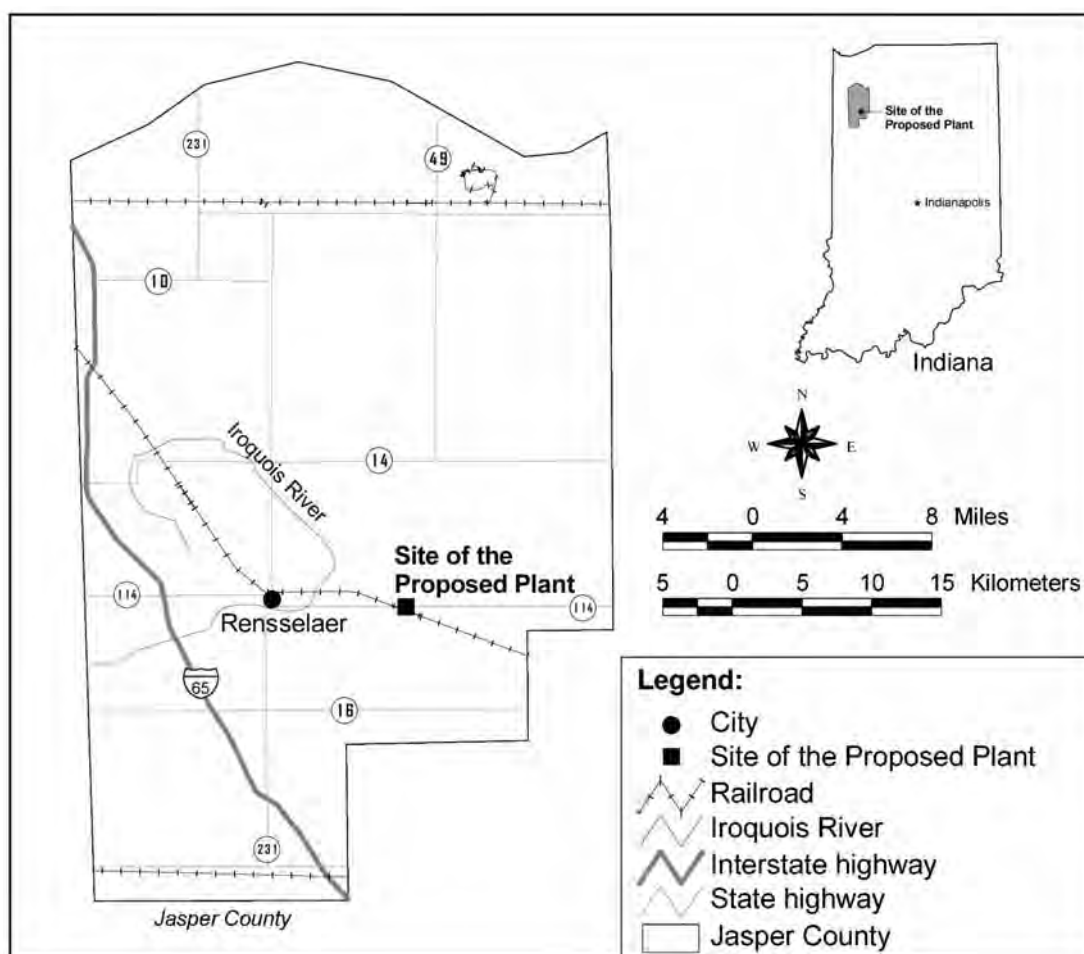 231
49
Site of the
Proposed Plant
Indianapolis
10
Indiana
N
W E
S
Iroquois River
14
4 0 4 8 Miles
Site of the
Proposed Plant
5 0 5 10 15 Kilometers
114
114
Rensselaer
65
16
231
Jasper County
Legend:
City
Site of the Proposed Plant
Railroad
Iroquois River
Interstate highway
State highway
Jasper County